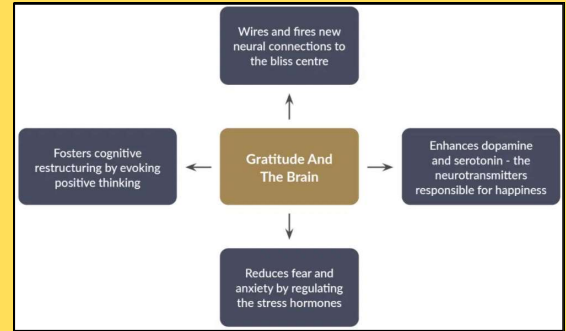 Wires and fires new
neural connections to
the bliss centre
Fosters cognitive
restructuring by evoking
positive thinking
Gratitude And
The Brain
Enhances dopamine
and serotonin - the
neurotransmitters
responsible for happiness
Reduces fear and
anxiety by regulating
the stress hormones